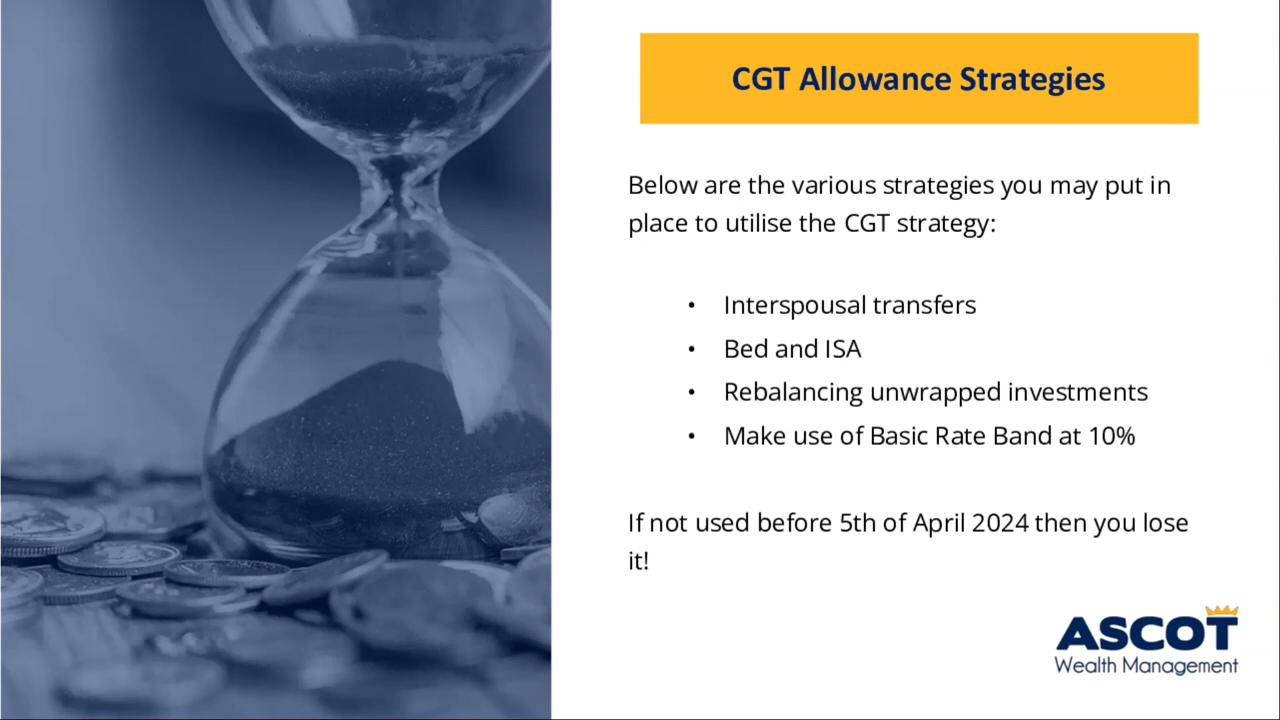 CGT Allowance Strategies
Below are the various strategies you may put in
place to utilise the CGT strategy:
• Interspousal transfers
• Bed and ISA
• Rebalancing unwrapped investments
• Make use of Basic Rate Band at 10%
If not used before 5th of April 2024 then you lose
it!
ASCOT
Wealth Management